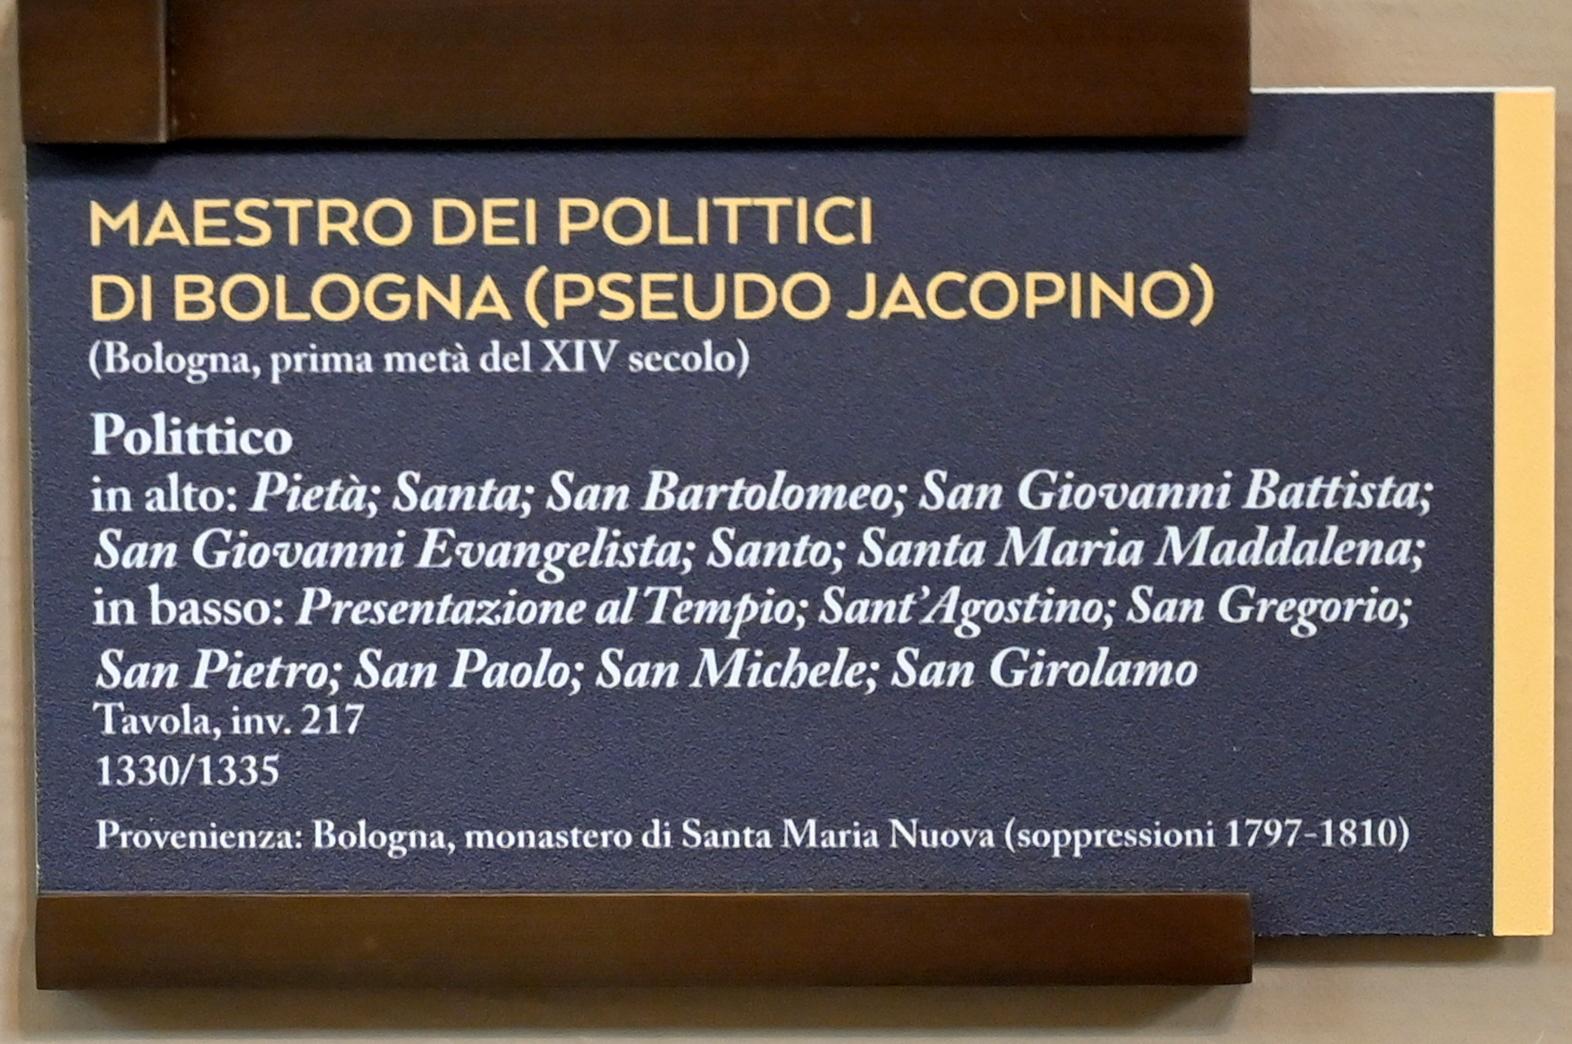 MAESTRO DEI POLITTICI
DI BOLOGNA (PSEUDO JACOPINO)
(Bologna, prima metà del XIV secolo)
Polittico
in alto: Pietà; Santa; San Bartolomeo; San Giovanni Battista;
San Giovanni Evangelista; Santo; Santa Maria Maddalena;
in basso: Presentazione al Tempio; Sant’Agostino; San Gregorio;
San Pietro; San Paolo; San Michele; San Girolamo
Tavola, inv. 217
1330/1335
Provenienza: Bologna, monastero di Santa Maria Nuova (soppressioni 1797-1810)